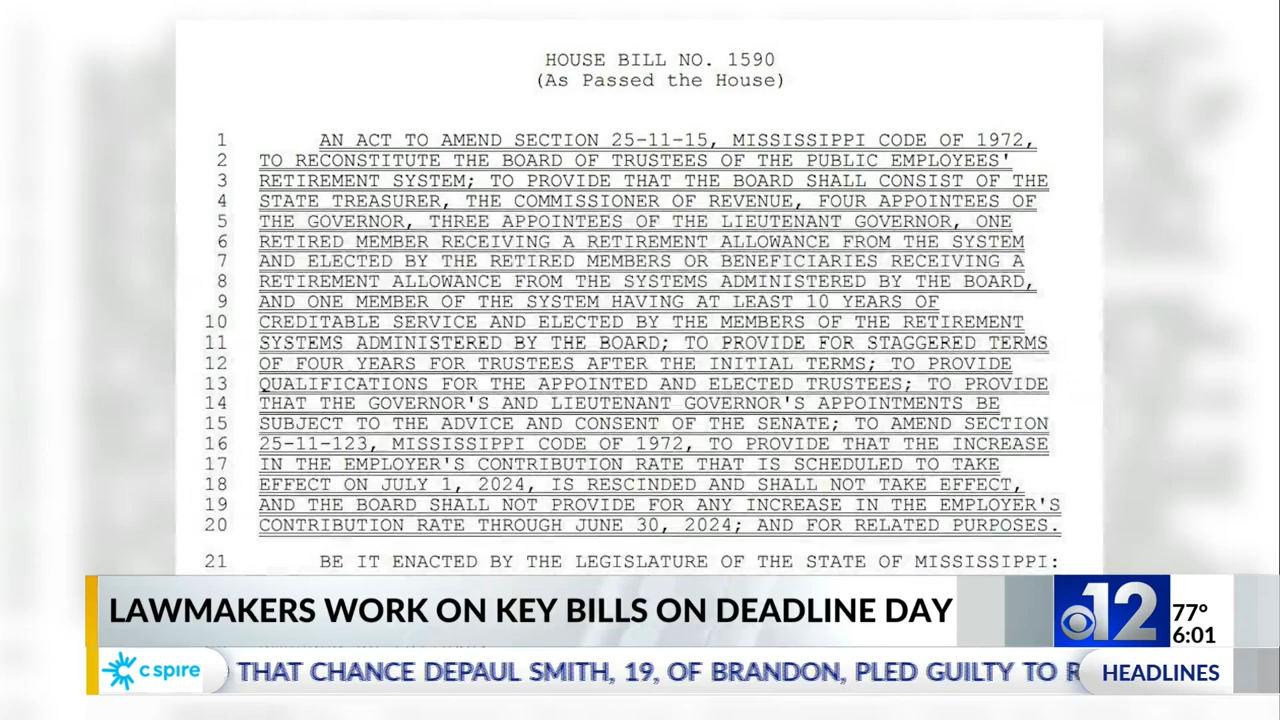 HOUSE BILL NO. 1590
(As Passed the House)
1 AN ACT TO AMEND SECTION 25-11-15, MISSISSIPPI CODE OF 1972,
2 TO RECONSTITUTE THE BOARD OF TRUSTEES OF THE PUBLIC EMPLOYEES'
3 RETIREMENT SYSTEM; TO PROVIDE THAT THE BOARD SHALL CONSIST OF THE
4 STATE TREASURER, THE COMMISSIONER OF REVENUE, FOUR APPOINTEES OF
5 THE GOVERNOR, THREE APPOINTEES OF THE LIEUTENANT GOVERNOR, ONE
6 RETIRED MEMBER RECEIVING A RETIREMENT ALLOWANCE FROM THE SYSTEM
7 AND ELECTED BY THE RETIRED MEMBERS OR BENEFICIARIES RECEIVING A
8 RETIREMENT ALLOWANCE FROM THE SYSTEMS ADMINISTERED BY THE BOARD,
9 AND ONE MEMBER OF THE SYSTEM HAVING AT LEAST 10 YEARS OF
10 CREDITABLE SERVICE AND ELECTED BY THE MEMBERS OF THE RETIREMENT
11 SYSTEMS ADMINISTERED BY THE BOARD; TO PROVIDE FOR STAGGERED TERMS
12 OF FOUR YEARS FOR TRUSTEES AFTER THE INITIAL TERMS; TO PROVIDE
13 QUALIFICATIONS FOR THE APPOINTED AND ELECTED TRUSTEES; TO PROVIDE
14 THAT THE GOVERNOR'S AND LIEUTENANT GOVERNOR'S APPOINTMENTS BE
15 SUBJECT TO THE ADVICE AND CONSENT OF THE SENATE; TO AMEND SECTION
16 25-11-123, MISSISSIPPI CODE OF 1972, TO PROVIDE THAT THE INCREASE
17 IN THE EMPLOYER'S CONTRIBUTION RATE THAT IS SCHEDULED TO TAKE
18 EFFECT ON JULY 1, 2024, IS RESCINDED AND SHALL NOT TAKE EFFECT,
19 AND THE BOARD SHALL NOT PROVIDE FOR ANY INCREASE IN THE EMPLOYER'S
20 CONTRIBUTION RATE THROUGH JUNE 30, 2024; AND FOR RELATED PURPOSES.
21 BE IT ENACTED BY THE LEGISLATURE OF THE STATE OF MISSISSIPPI:
LAWMAKERS WORK ON KEY BILLS ON DEADLINE DAY
12
77°
6:01
c spire
THAT CHANCE DEPAUL SMITH, 19, OF BRANDON, PLED GUILTY TO
HEADLINES